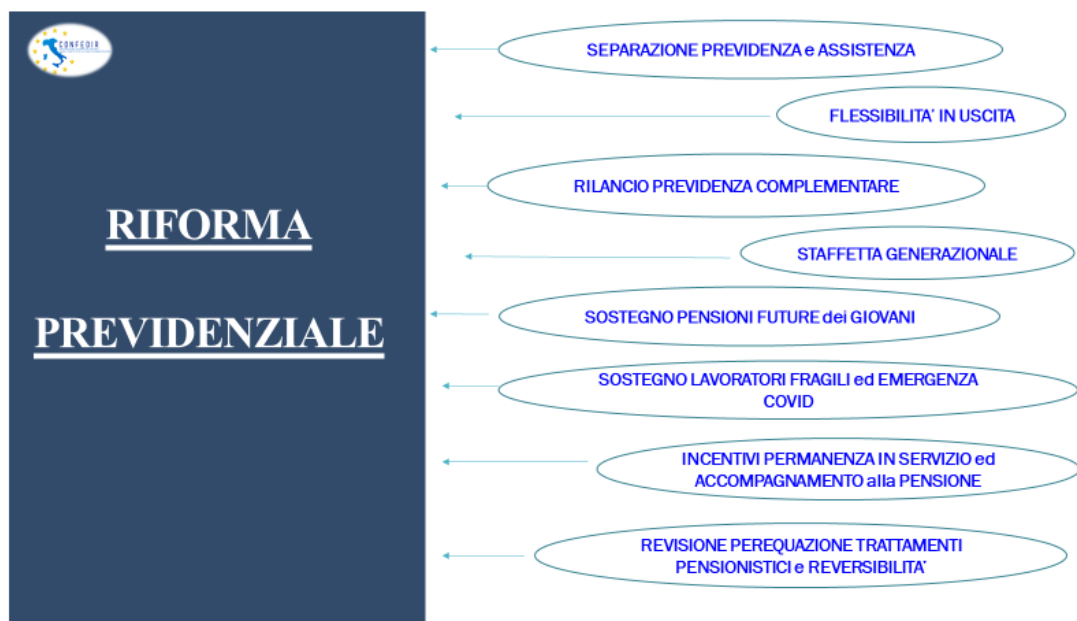 CONFEDIR
RIFORMA
PREVIDENZIALE
SEPARAZIONE PREVIDENZA e ASSISTENZA
FLESSIBILITA' IN USCITA
RILANCIO PREVIDENZA COMPLEMENTARE
STAFFETTA GENERAZIONALE
SOSTEGNO PENSIONI FUTURE dei GIOVANI
SOSTEGNO LAVORATORI FRAGILI ed EMERGENZA
COVID
INCENTIVI PERMANENZA IN SERVIZIO ed
ACCOMPAGNAMENTO alla PENSIONE
REVISIONE PEREQUAZIONE TRATTAMENTI
PENSIONISTICI e REVERSIBILITA'